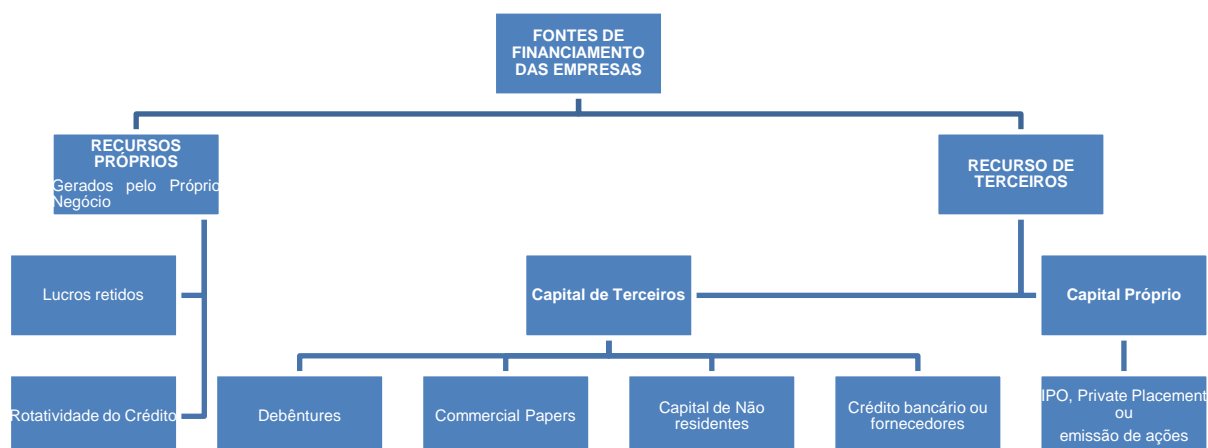 FONTES DE
FINANCIAMENTO
DAS EMPRESAS
RECURSOS
PRÓPRIOS
Gerados pelo Próprio
Negócio
RECURSO DE
TERCEIROS
Lucros retidos
Capital de Terceiros
Capital Próprio
Rotatividade do Crédito
Debêntures
Commercial Papers
Capital de Não
residentes
Crédito bancário ou
fornecedores
IPO, Private Placement
ou
emissão de ações